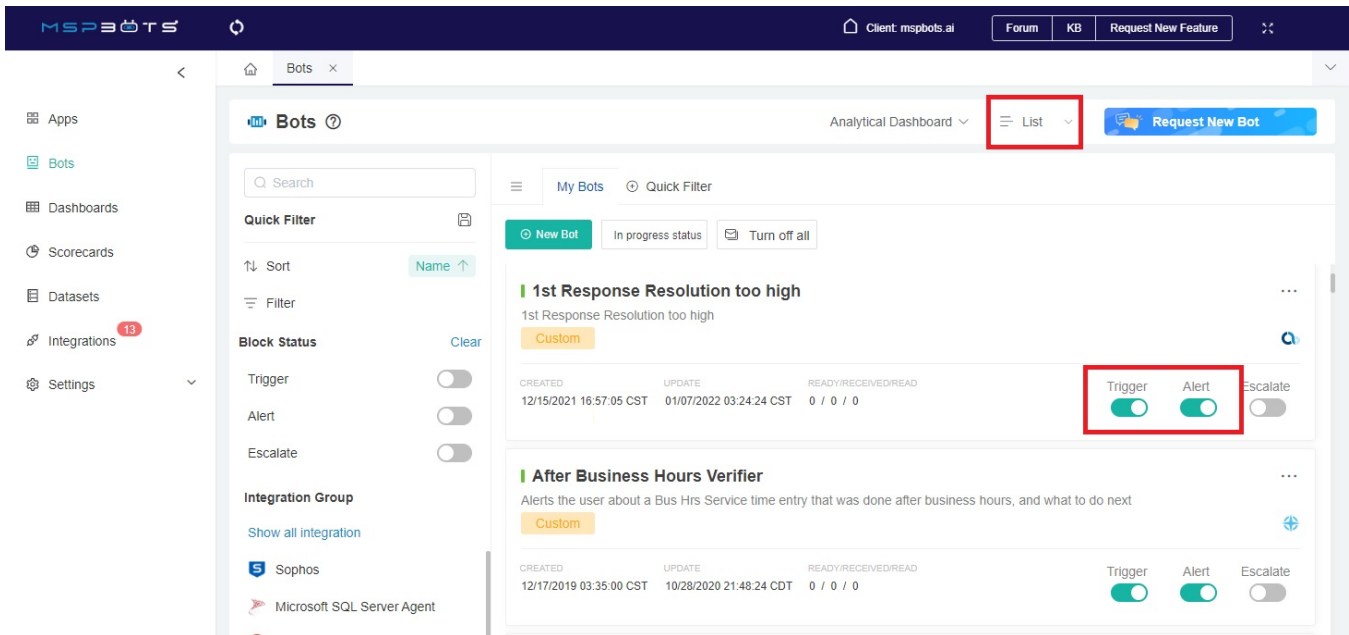 MSPBOTS
Client: mspbots.ai
Forum
KB
Request New Feature
Bots
Apps
Bots
Dashboards
Scorecards
Datasets
Integrations
13
Settings
Bots
Analytical Dashboard
List
Request New Bot
Search
Quick Filter
Sort
Name
Filter
Block Status
Clear
Trigger
Alert
Escalate
Integration Group
Show all integration
Sophos
Microsoft SQL Server Agent
My Bots
Quick Filter
New Bot
In progress status
Turn off all
1st Response Resolution too high
1st Response Resolution too high
Custom
CREATED UPDATE READY/RECEIVED/READ
12/15/2021 16:57:05 CST 01/07/2022 03:24:24 CST 0 / 0 / 0
Trigger Alert Escalate
After Business Hours Verifier
Alerts the user about a Bus Hrs Service time entry that was done after business hours, and what to do next
Custom
CREATED UPDATE READY/RECEIVED/READ
12/17/2019 03:35:00 CST 10/28/2020 21:48:24 CDT 0 / 0 / 0
Trigger Alert Escalate